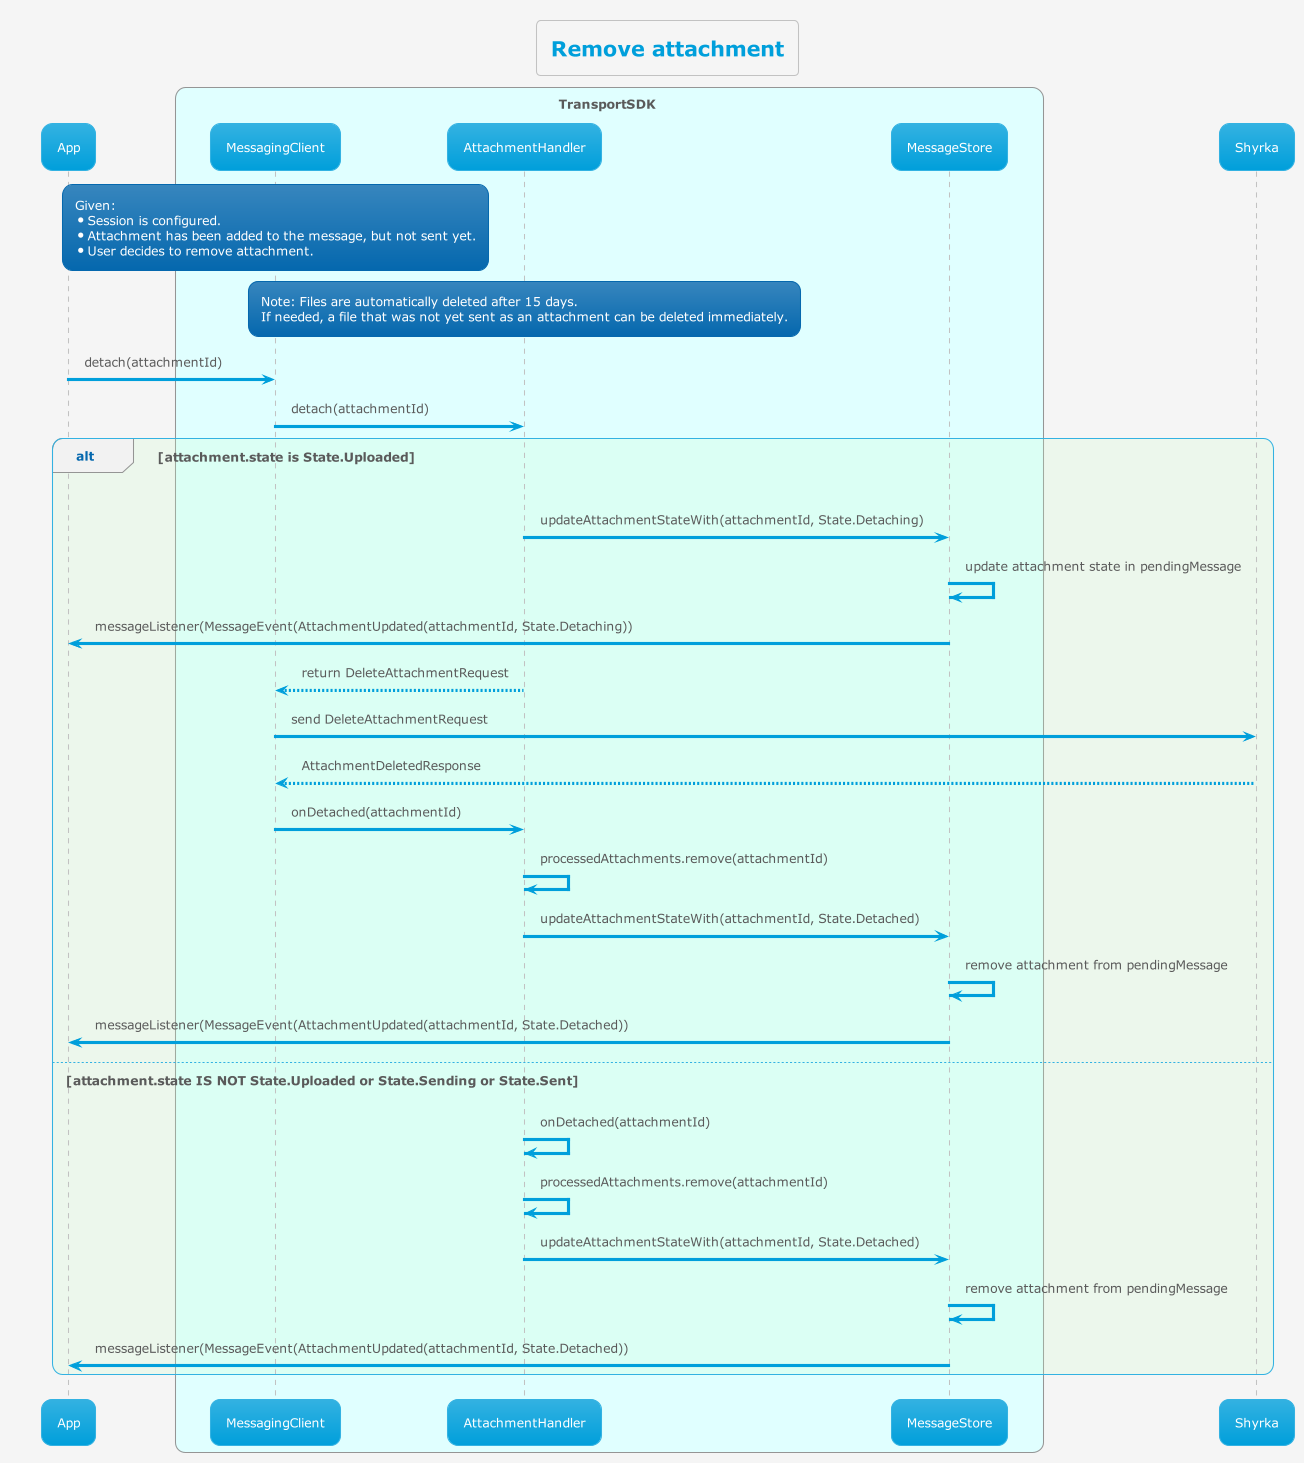 Remove attachment
TransportSDK
App
MessagingClient
AttachmentHandler
MessageStore
Shyrka
Given:
• Session is configured.
• Attachment has been added to the message, but not sent yet.
• User decides to remove attachment.
Note: Files are automatically deleted after 15 days.
If needed, a file that was not yet sent as an attachment can be deleted immediately.
detach(attachmentId)
detach(attachmentId)
alt
[attachment.state is State.Uploaded]
updateAttachmentStateWith(attachmentId, State.Detaching)
update attachment state in pendingMessage
messageListener(MessageEvent(AttachmentUpdated(attachmentId, State.Detaching))
return DeleteAttachmentRequest
send DeleteAttachmentRequest
AttachmentDeletedResponse
onDetached(attachmentId)
processedAttachments.remove(attachmentId)
updateAttachmentStateWith(attachmentId, State.Detached)
remove attachment from pendingMessage
messageListener(MessageEvent(AttachmentUpdated(attachmentId, State.Detached))
[attachment.state IS NOT State.Uploaded or State.Sending or State.Sent]
onDetached(attachmentId)
processedAttachments.remove(attachmentId)
updateAttachmentStateWith(attachmentId, State.Detached)
remove attachment from pendingMessage
messageListener(MessageEvent(AttachmentUpdated(attachmentId, State.Detached))
App
MessagingClient
AttachmentHandler
MessageStore
Shyrka